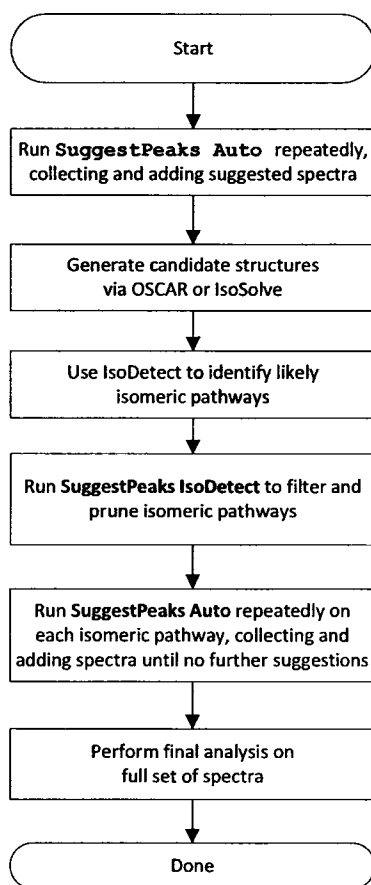 Start
Run SuggestPeaks Auto repeatedly,
collecting and adding suggested spectra
Generate candidate structures
via OSCAR or IsoSolve
Use IsoDetect to identify likely
isomeric pathways
Run SuggestPeaks IsoDetect to filter and
prune isomeric pathways
Run SuggestPeaks Auto repeatedly on
each isomeric pathway, collecting and
adding spectra until no further suggestions
Perform final analysis on
full set of spectra
Done